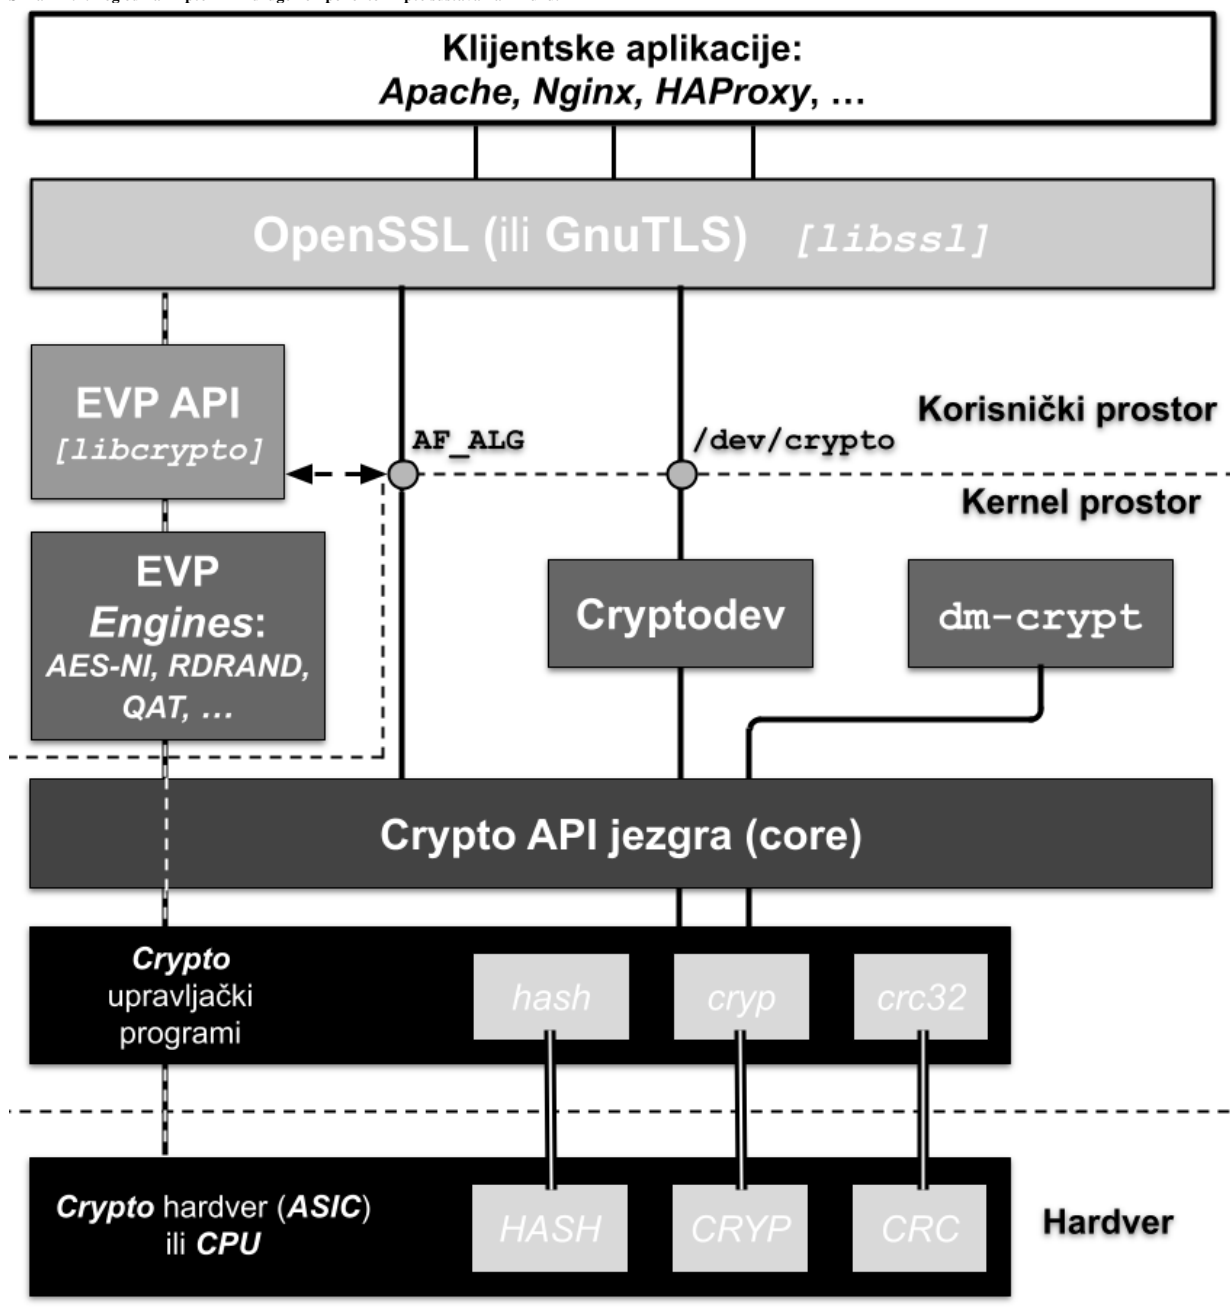 Klijentske aplikacije:
Apache, Nginx, HAProxy, ...
OpenSSL (ili GnuTLS) [libssl]
EVP API
[libcrypto]
AF_ALG
/dev/crypto
Korisnički prostor
Kernel prostor
EVP
Engines:
AES-NI, RDRAND,
QAT, ...
Cryptodev
dm-crypt
Crypto API jezgra (core)
Crypto
upravljački
programi
hash
cryp
crc32
Crypto hardver (ASIC)
ili CPU
HASH
CRYP
CRC
Hardver